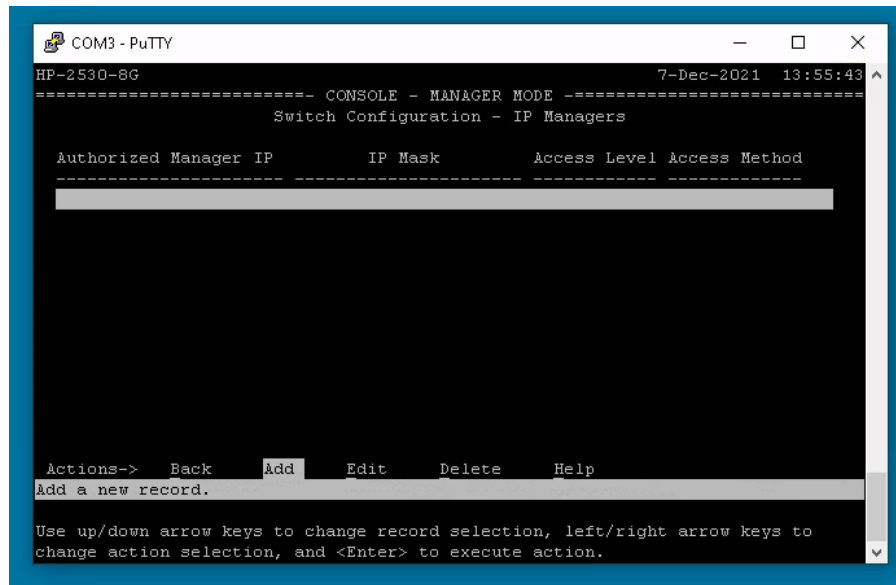 COM3 - PuTTY
HP-2530-8G 7-Dec-2021 13:55:43
===========================- CONSOLE - MANAGER MODE -============================
Switch Configuration - IP Managers
Authorized Manager IP IP Mask Access Level Access Method
---------------------- ---------------------- ------------ -------------
Actions-> Back Add Edit Delete Help
Add a new record.
Use up/down arrow keys to change record selection, left/right arrow keys to
change action selection, and <Enter> to execute action.